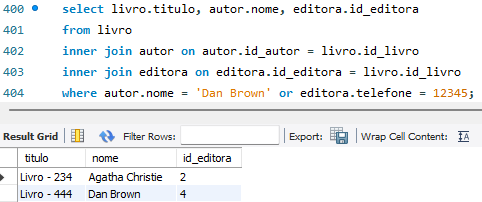 400 select livro.titulo, autor.nome, editora.id_editora
401 from livro
402 inner join autor on autor.id_autor = livro.id_livro
403 inner join editora on editora.id_editora = livro.id_livro
404 where autor.nome = 'Dan Brown' or editora.telefone = 12345;
Result Grid Filter Rows: Export: Wrap Cell Content: IA
titulo nome id_editora
Livro - 234 Agatha Christie 2
Livro - 444 Dan Brown 4